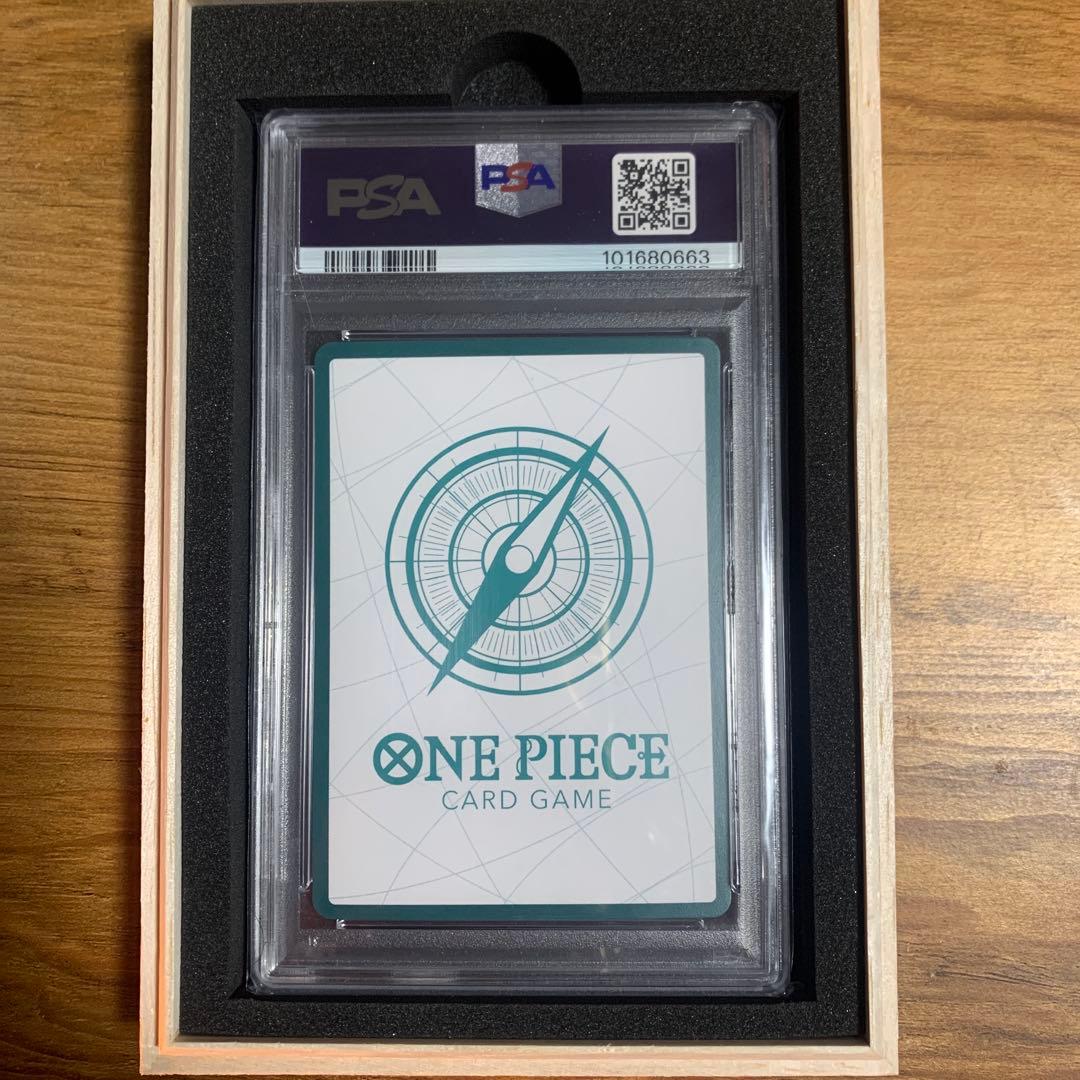 PSA PSA
101680663
ONE PIECE
CARD GAME